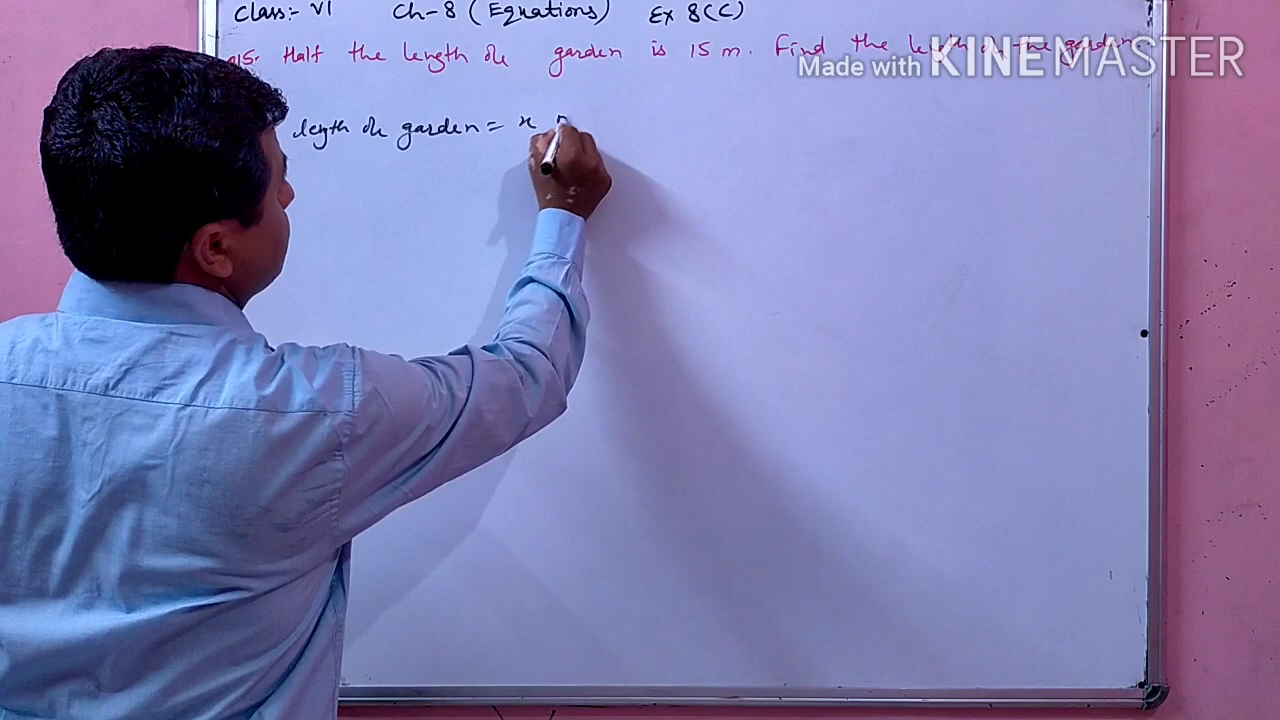 Class:- VI Ch-8 (Equations) Ex 8(C)
Q15. Half the length of garden is 15 m. Find the length of the garden
Made with KINEMASTER
length of garden = x